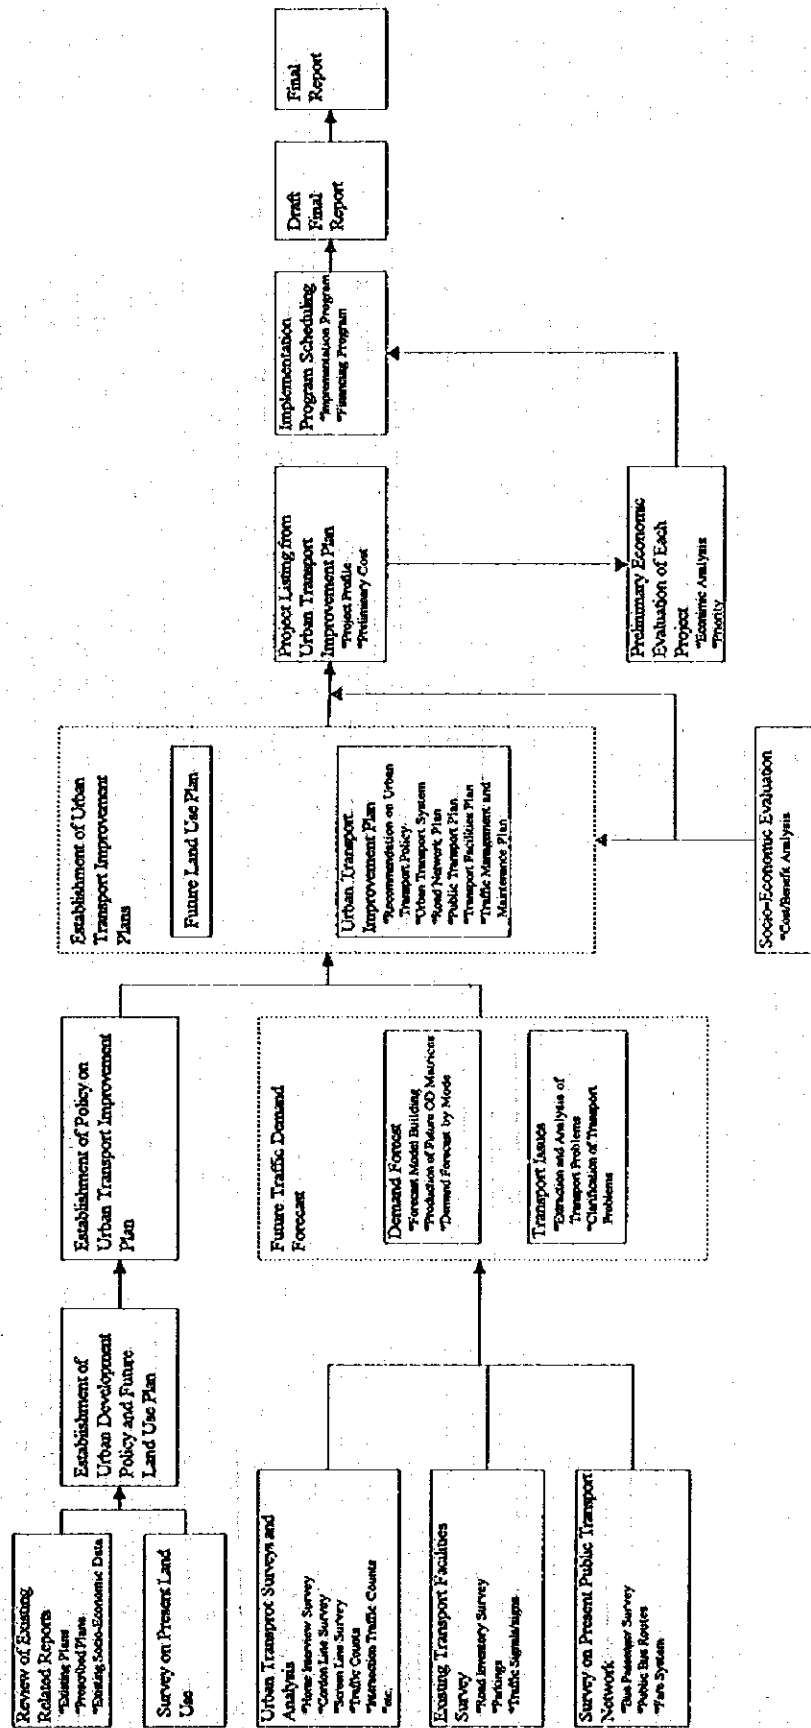 Review of Existing
Related Reports
*Existing Plans
*Prescribed Plans
*Existing Socio-Economic Data
Survey on Present Land
Use
Establishment of
Urban Development
Policy and Future
Land Use Plan
Establishment of Policy on
Urban Transport Improvement
Plan
Urban Transprot Surveys and
Analysis
*Home Interview Survey
*Cordon Line Survey
*Screen Line Survey
*Traffic Counts
*Intersection Traffic Counts
*etc.
Existing Transport Facilities
Survey
*Road Inventory Survey
*Parkings
*Traffic Signals/signs
Survey on Present Public Transport
Network
*Bus Passenger Survey
*Public Bus Routes
*Fare System
Future Traffic Demand
Forecast
Demand Forecst
*Forecast Model Building
*Production of Future OD Matrices
*Demand Forecast by Mode
Transport Issues
*Extraction and Analysis of
Transport Problems
*Clarification of Transport
Problems
Establishment of Urban
Transport Improvement
Plans
Future Land Use Plan
Urban Transport
Improvement Plan
*Recommendation on Urban
Transport Policy
*Urban Transport System
*Road Network Plan
*Public Transport Plan
*Transport Facilities Plan
*Traffic Management and
Maintenance Plan
Socio-Economic Evaluation
*Cost/Benefit Analysis
Project Listing from
Urban Transport
Improvement Plan
*Project Profile
*Preliminary Cost
Preliminary Economic
Evaluation of Each
Project
*Economic Analysis
*Priority
Implementation
Program Scheduling
*Imprementation Program
*Financing Program
Draft
Final
Report
Final
Report